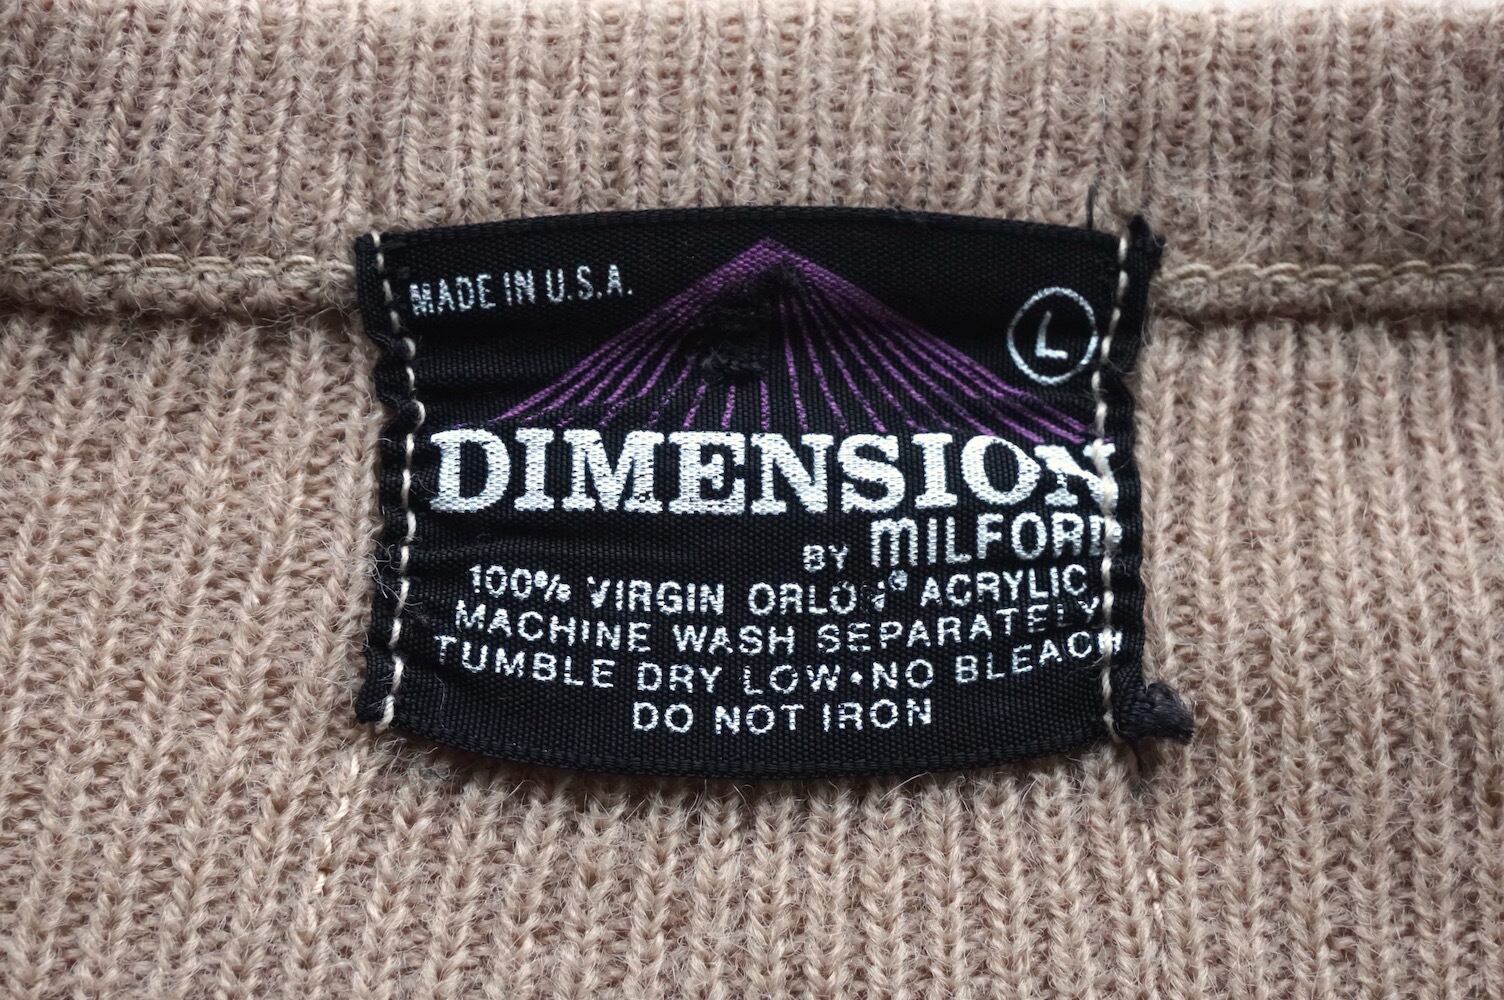 MADE IN U.S.A.
L
DIMENSION
BY MILFORD
100% VIRGIN ORLON® ACRYLIC
MACHINE WASH SEPARATELY
TUMBLE DRY LOW•NO BLEACH
DO NOT IRON